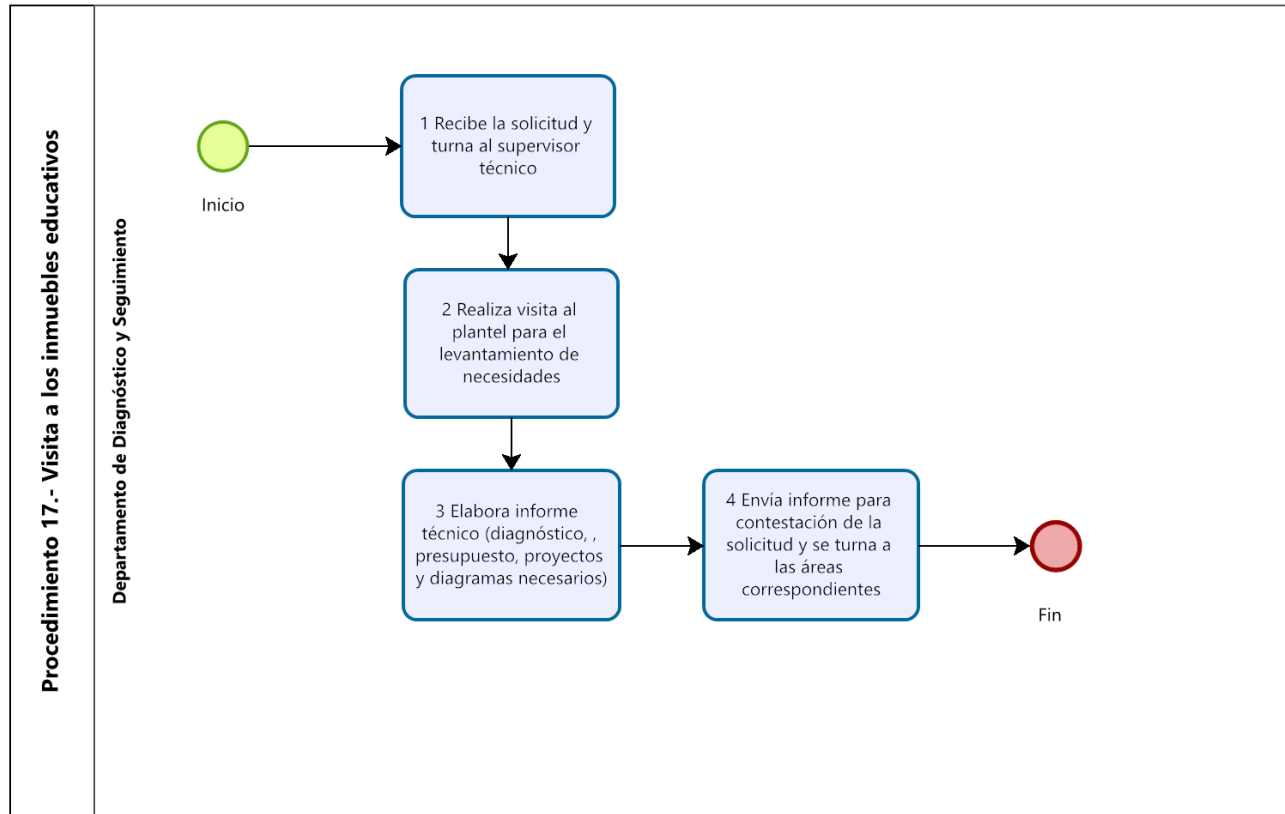 Procedimiento 17.- Visita a los inmuebles educativos
Departamento de Diagnóstico y Seguimiento
Inicio
1 Recibe la solicitud y
turna al supervisor
técnico
2 Realiza visita al
plantel para el
levantamiento de
necesidades
3 Elabora informe
técnico (diagnóstico, ,
presupuesto, proyectos
y diagramas necesarios)
4 Envía informe para
contestación de la
solicitud y se turna a
las áreas
correspondientes
Fin